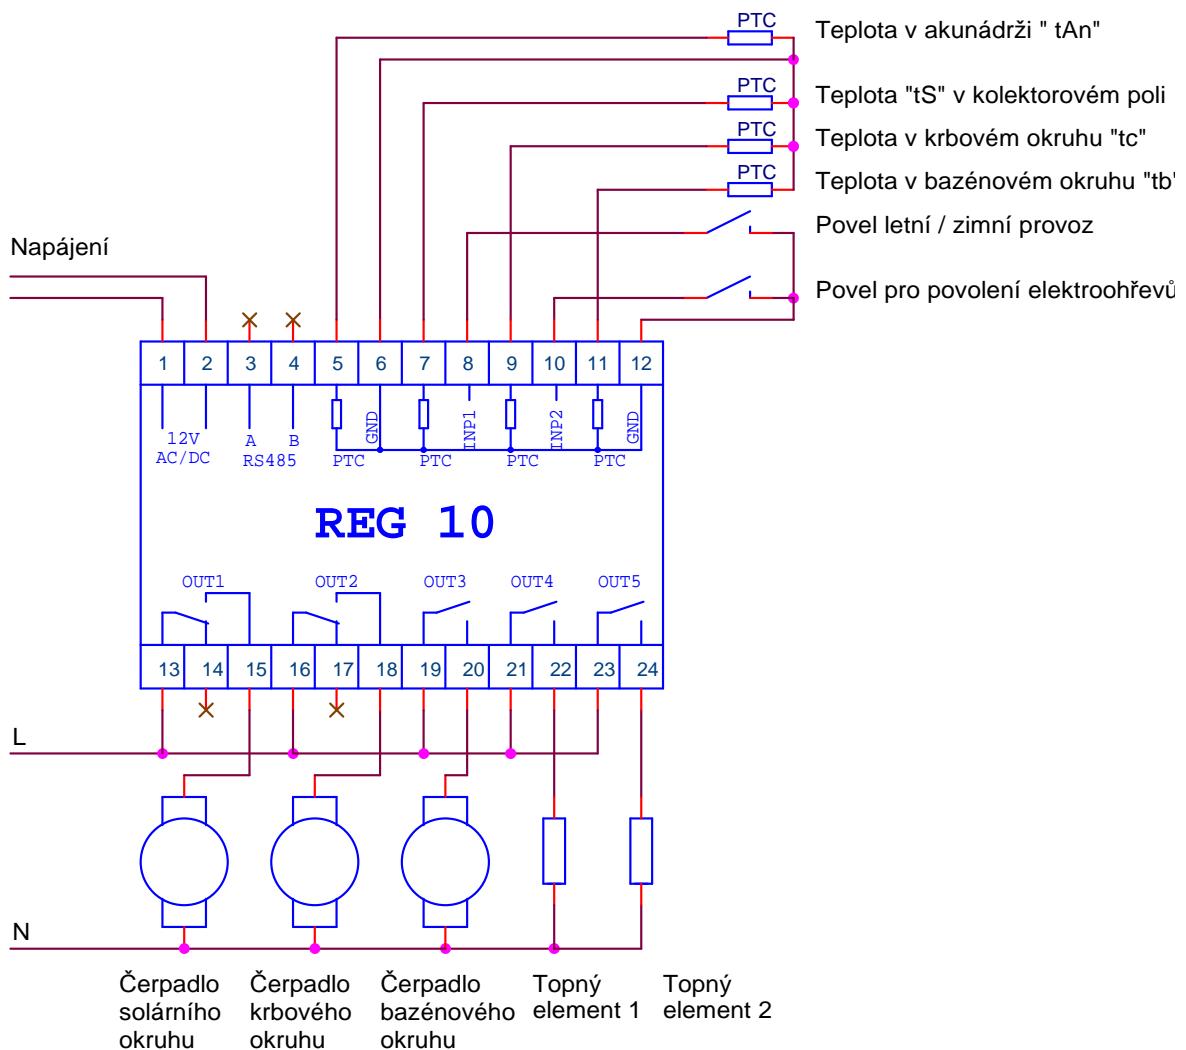 PTC
Teplota v akunádrži " tAn"
PTC
Teplota "tS" v kolektorovém poli
PTC
Teplota v krbovém okruhu "tc"
PTC
Teplota v bazénovém okruhu "tb"
Povel letní / zimní provoz
Napájení
Povel pro povolení elektroohřevů
1 2 3 4 5 6 7 8 9 10 11 12
GND INP1 INP2 GND
12V A B
AC/DC RS485 PTC PTC PTC PTC
REG 10
OUT1 OUT2 OUT3 OUT4 OUT5
13 14 15 16 17 18 19 20 21 22 23 24
L
N
Čerpadlo
solárního
okruhu
Čerpadlo
krbového
okruhu
Čerpadlo
bazénového
okruhu
Topný
element 1
Topný
element 2